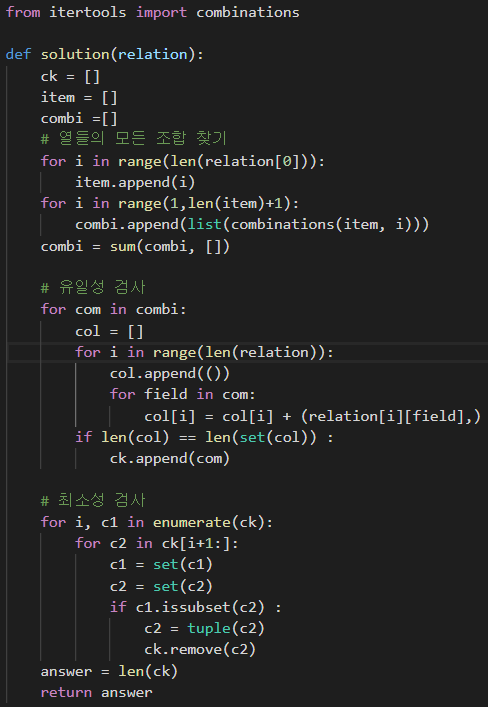 from itertools import combinations

def solution(relation):
    ck = []
    item = []
    combi =[]
    # 열들의 모든 조합 찾기
    for i in range(len(relation[0])):
        item.append(i)
    for i in range(1,len(item)+1):
        combi.append(list(combinations(item, i)))
    combi = sum(combi, [])

    # 유일성 검사
    for com in combi:
        col = []
        for i in range(len(relation)):
            col.append(())
            for field in com:
                col[i] = col[i] + (relation[i][field],)
        if len(col) == len(set(col)) :
            ck.append(com)

    # 최소성 검사
    for i, c1 in enumerate(ck):
        for c2 in ck[i+1:]:
            c1 = set(c1)
            c2 = set(c2)
            if c1.issubset(c2) :
                c2 = tuple(c2)
                ck.remove(c2)
    answer = len(ck)
    return answer